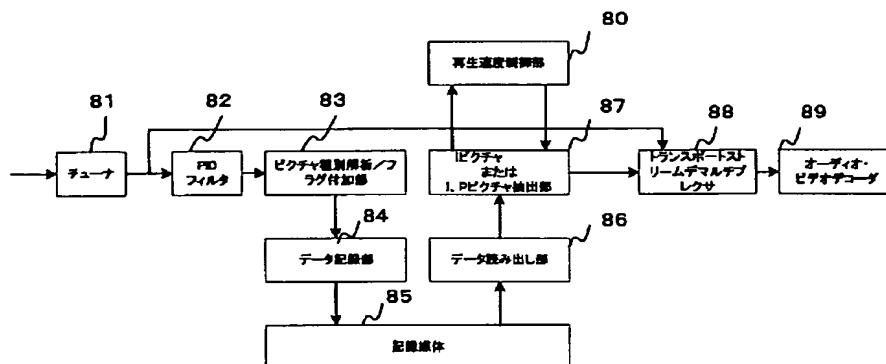 80
再生速度制御部
81
82
83
87
88
89
チューナ
PID
フィルタ
ピクチャ種別解析／フ
ラグ付加部
Iピクチャ
または
I、Pピクチャ抽出部
トランスポートスト
リームデマルチプ
レクサ
オーディオ・
ビデオデコーダ
84
86
データ記録部
データ読み出し部
85
記録媒体